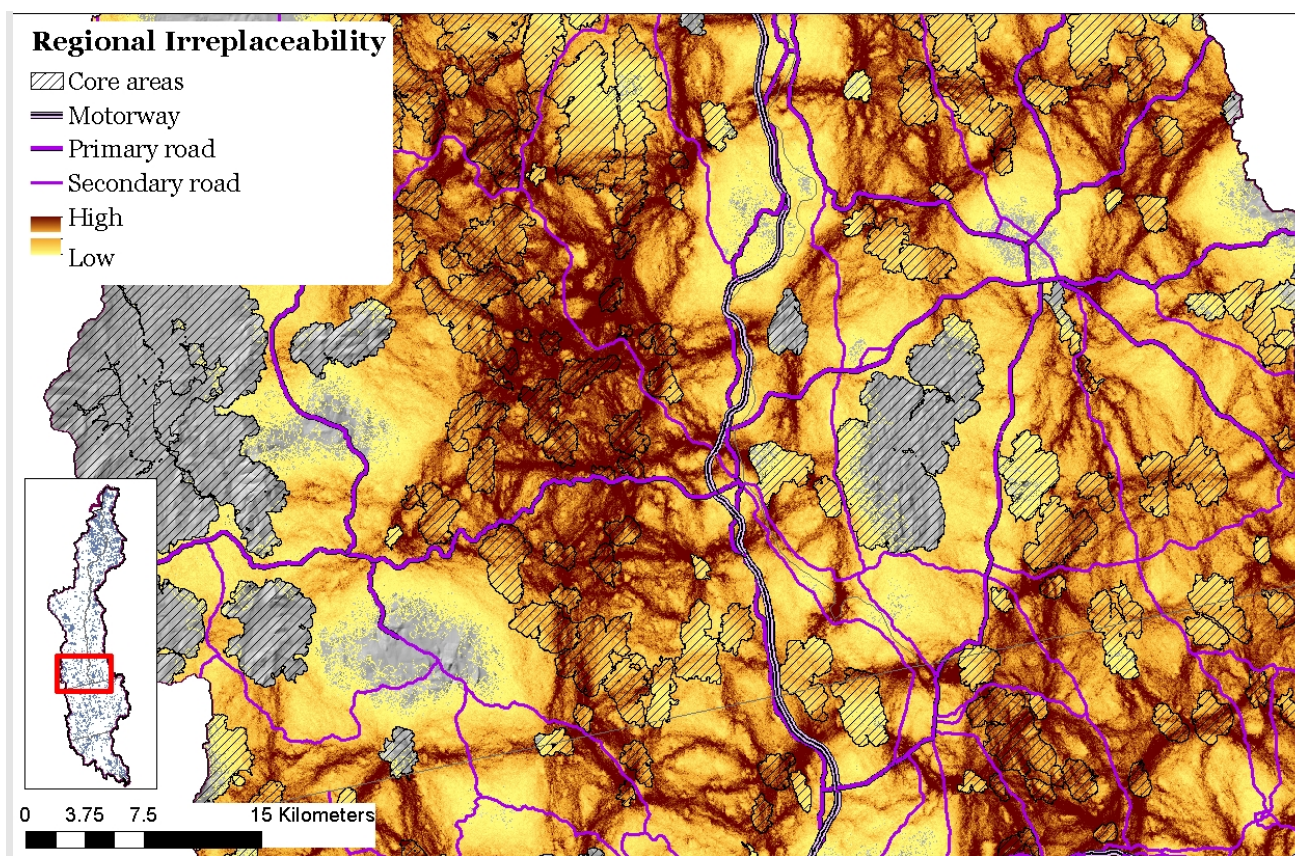 Regional Irreplaceability
Core areas
Motorway
Primary road
Secondary road
High
Low
0 3.75 7.5 15 Kilometers